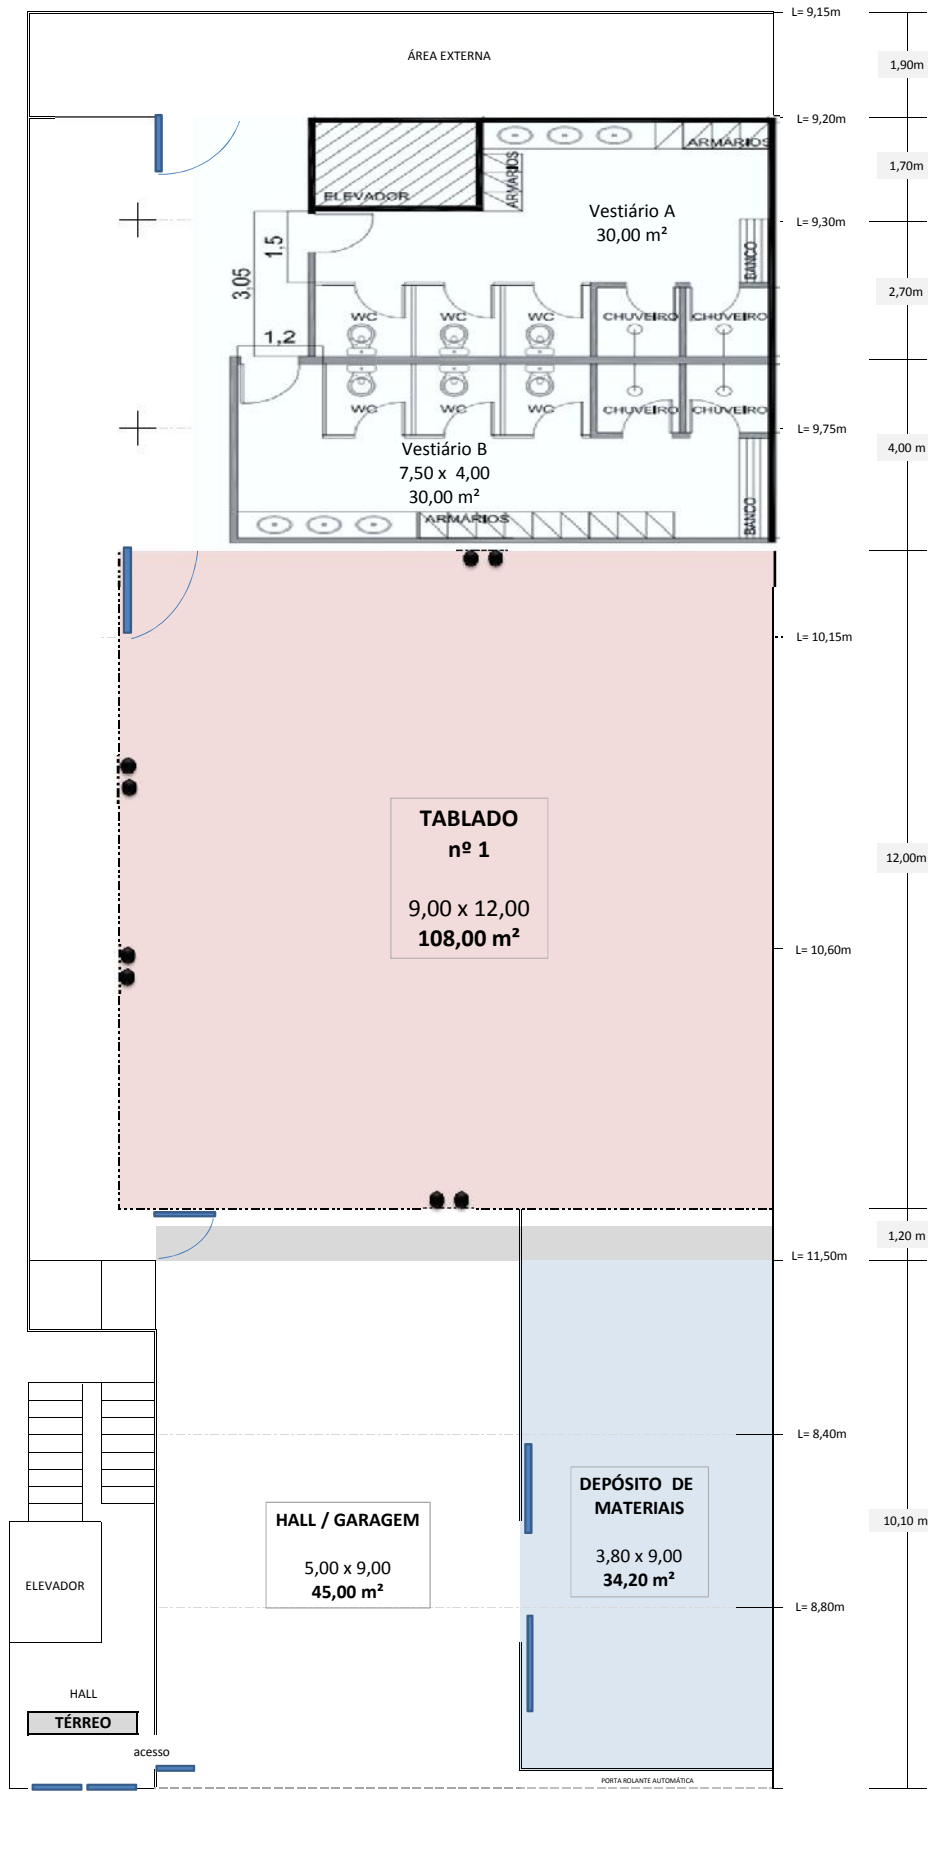 L= 9,15m
ÁREA EXTERNA
1,90m
L= 9,20m
ARMÁRIOS
1,70m
ARMÁRIOS
ELEVADOR
Vestiário A
30,00 m²
L= 9,30m
1,5
BANCO
3,05
2,70m
WC
WC
WC
CHUVEIRO
CHUVEIRO
1,2
WC
WC
WC
CHUVEIRO
CHUVEIRO
L= 9,75m
Vestiário B
7,50 x 4,00
30,00 m²
4,00 m
BANCO
ARMÁRIOS
L= 10,15m
TABLADO
nº 1
9,00 x 12,00
108,00 m²
12,00m
L= 10,60m
1,20 m
L= 11,50m
L= 8,40m
DEPÓSITO DE
MATERIAIS
3,80 x 9,00
34,20 m²
HALL / GARAGEM
5,00 x 9,00
45,00 m²
10,10 m
ELEVADOR
L= 8,80m
HALL
TÉRREO
acesso
PORTA ROLANTE AUTOMÁTICA